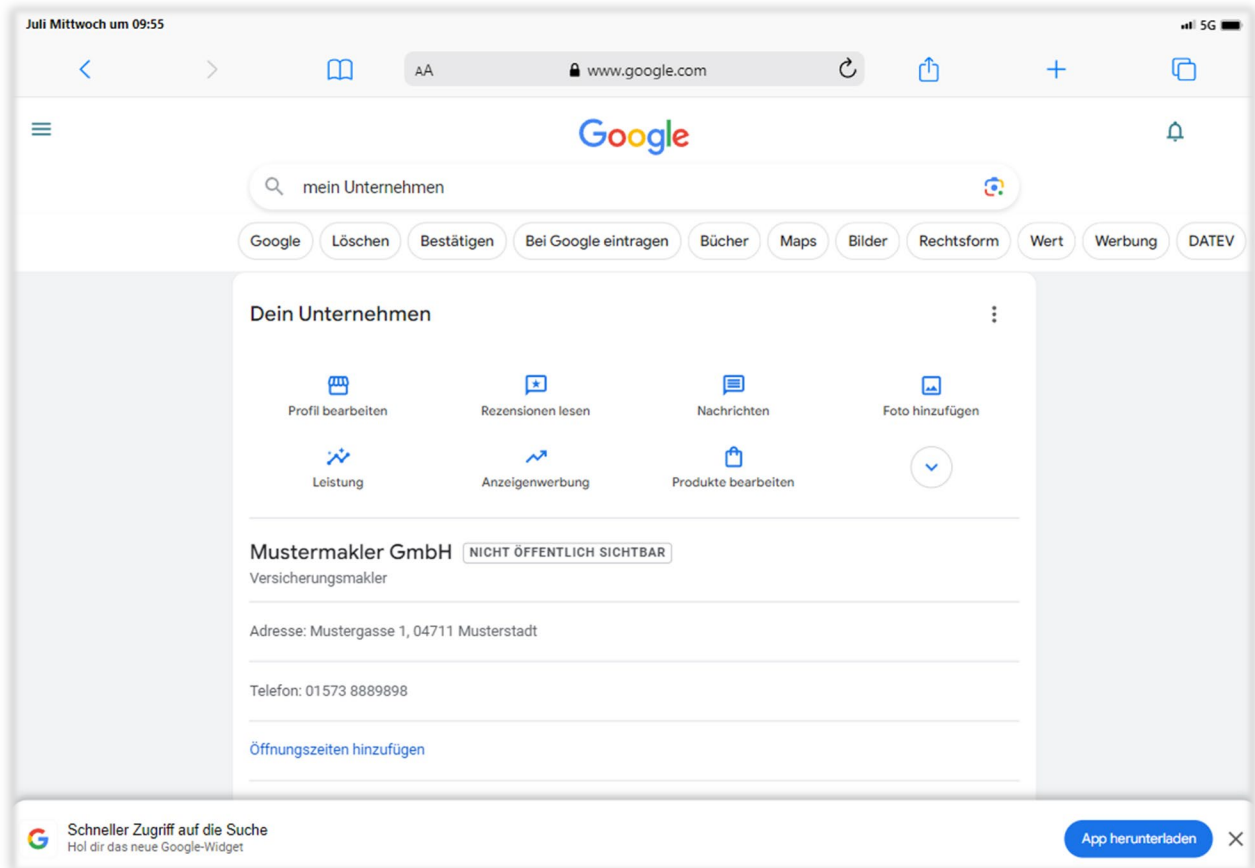 Juli Mittwoch um 09:55
5G
AA
www.google.com
Google
mein Unternehmen
Google Löschen Bestätigen Bei Google eintragen Bücher Maps Bilder Rechtsform Wert Werbung DATEV
Dein Unternehmen
Profil bearbeiten Rezensionen lesen Nachrichten Foto hinzufügen
Leistung Anzeigenwerbung Produkte bearbeiten
Mustermakler GmbH NICHT ÖFFENTLICH SICHTBAR
Versicherungsmakler
Adresse: Mustergasse 1, 04711 Musterstadt
Telefon: 01573 8889898
Öffnungszeiten hinzufügen
Schneller Zugriff auf die Suche
Hol dir das neue Google-Widget
App herunterladen